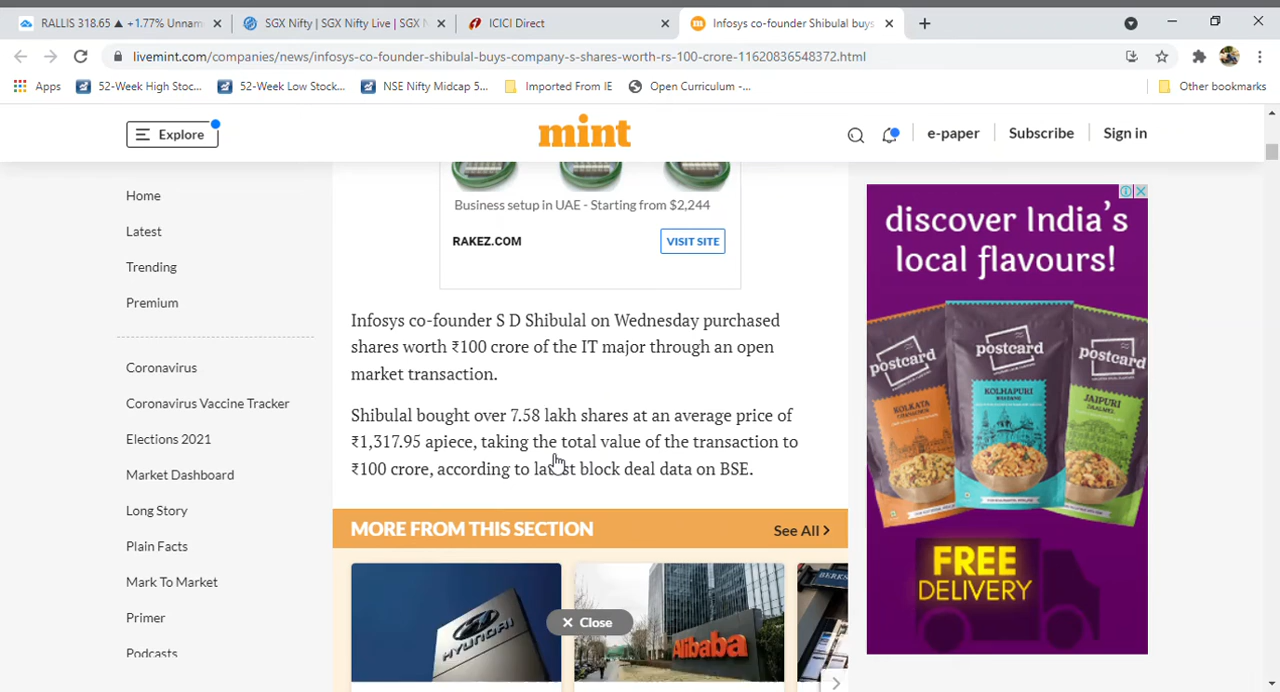 RALLIS 318.65 ▲ +1.77% Unnam
SGX Nifty | SGX Nifty Live | SGX N
ICICI Direct
Infosys co-founder Shibulal buys
livemint.com/companies/news/infosys-co-founder-shibulal-buys-company-s-shares-worth-rs-100-crore-11620836548372.html
Apps
52-Week High Stoc...
52-Week Low Stock...
NSE Nifty Midcap 5...
Imported From IE
Open Curriculum -...
Other bookmarks
Explore
mint
e-paper
Subscribe
Sign in
Home
Latest
Trending
Premium
Coronavirus
Coronavirus Vaccine Tracker
Elections 2021
Market Dashboard
Long Story
Plain Facts
Mark To Market
Primer
Podcasts
Business setup in UAE - Starting from $2,244
RAKEZ.COM
VISIT SITE
Infosys co-founder S D Shibulal on Wednesday purchased
shares worth ₹100 crore of the IT major through an open
market transaction.
Shibulal bought over 7.58 lakh shares at an average price of
₹1,317.95 apiece, taking the total value of the transaction to
₹100 crore, according to latest block deal data on BSE.
MORE FROM THIS SECTION
See All >
HYUNDAI
Alibaba
BERKS
× Close
discover India's
local flavours!
postcard
KOLKATA
postcard
KOLHAPURI
postcard
JAIPURI
FREE
DELIVERY